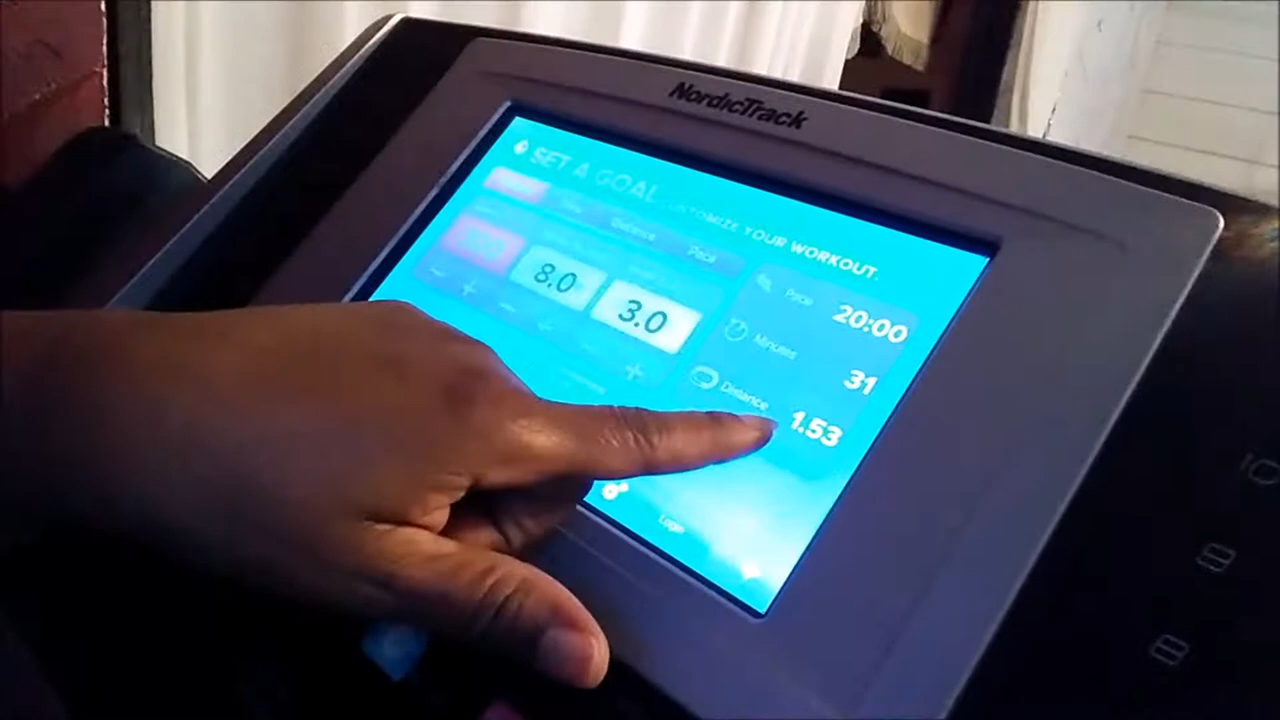 NordicTrack
SET A GOAL CUSTOMIZE YOUR WORKOUT.
Distance Pace
8.0 3.0
Pace 20:00
Minutes 31
Distance 1.53
Login